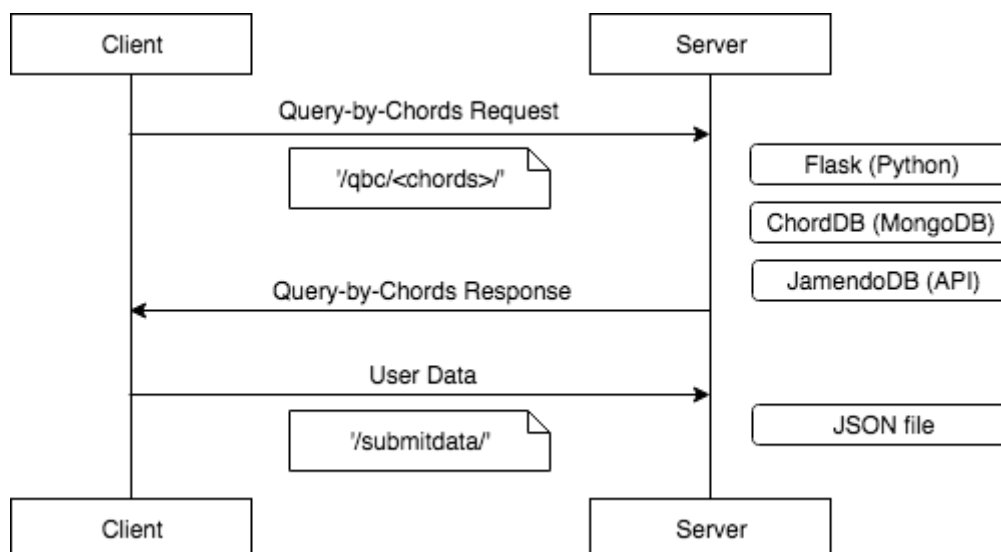 Client
Server
Query-by-Chords Request
'/qbc/<chords>/'
Flask (Python)
ChordDB (MongoDB)
JamendoDB (API)
Query-by-Chords Response
User Data
'/submitdata/'
JSON file
Client
Server